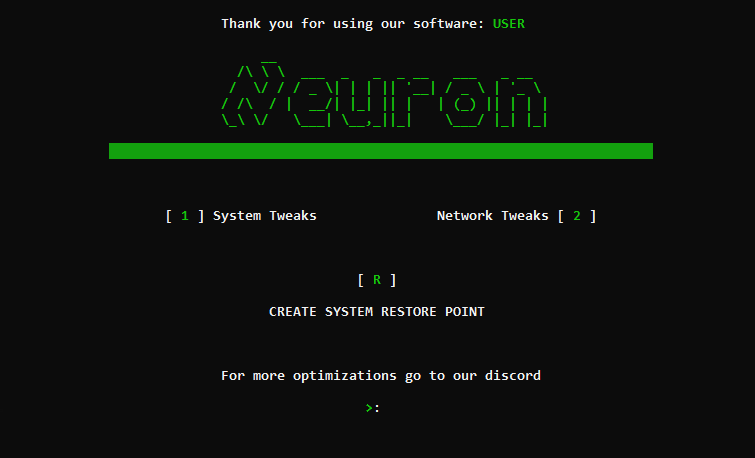 Thank you for using our software: USER
Neuron
[ 1 ] System Tweaks
Network Tweaks [ 2 ]
[ R ]
CREATE SYSTEM RESTORE POINT
For more optimizations go to our discord
>: